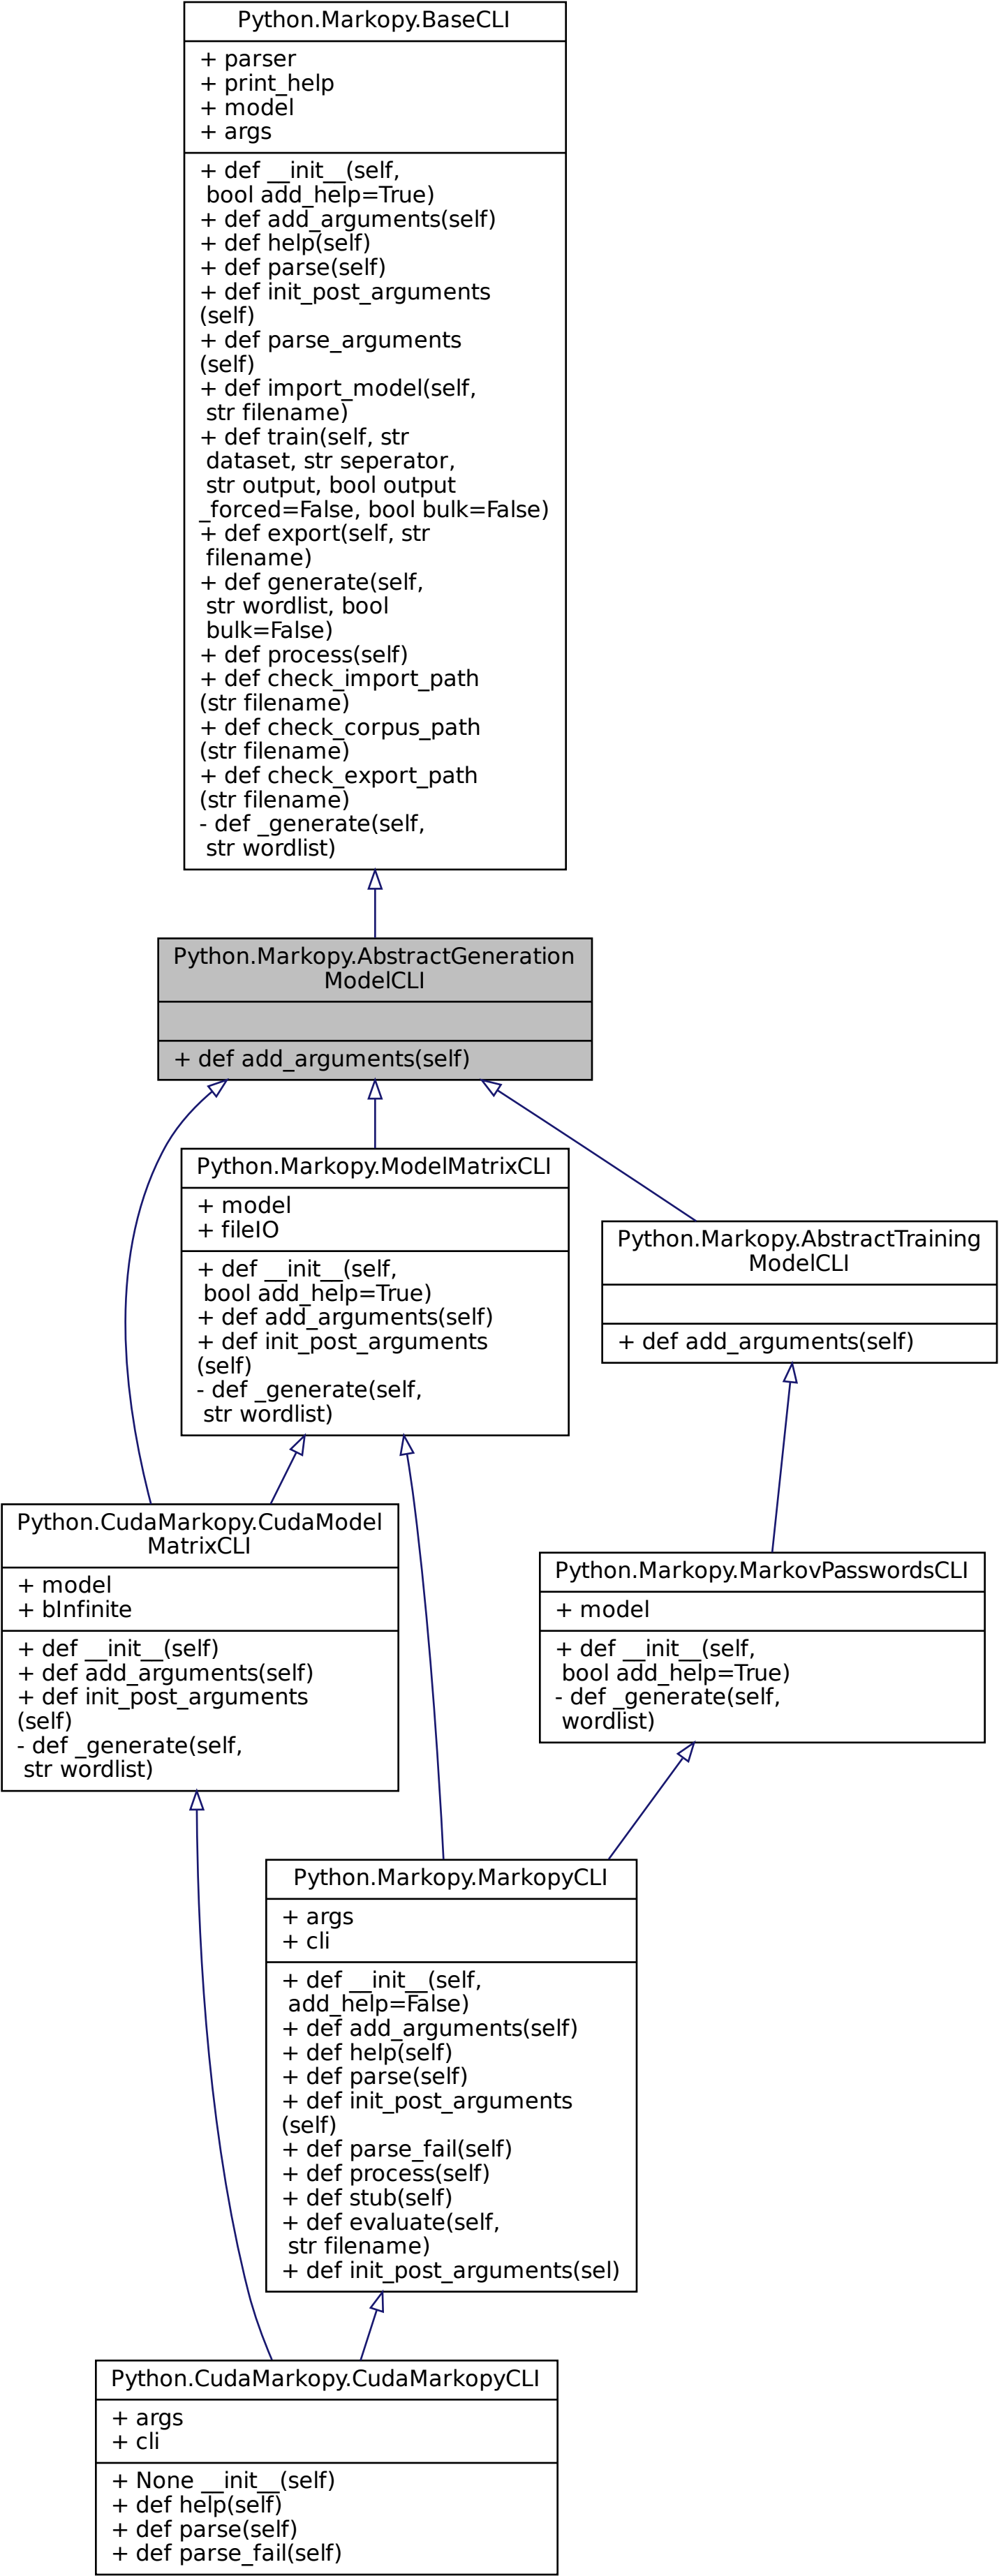 Python.Markopy.BaseCLI
+ parser
+ print_help
+ model
+ args
+ def __init__(self,
bool add_help=True)
+ def add_arguments(self)
+ def help(self)
+ def parse(self)
+ def init_post_arguments
(self)
+ def parse_arguments
(self)
+ def import_model(self,
str filename)
+ def train(self, str
dataset, str seperator,
str output, bool output
_forced=False, bool bulk=False)
+ def export(self, str
filename)
+ def generate(self,
str wordlist, bool
bulk=False)
+ def process(self)
+ def check_import_path
(str filename)
+ def check_corpus_path
(str filename)
+ def check_export_path
(str filename)
- def _generate(self,
str wordlist)
Python.Markopy.AbstractGeneration
ModelCLI
+ def add_arguments(self)
Python.Markopy.ModelMatrixCLI
+ model
+ fileIO
+ def __init__(self,
bool add_help=True)
+ def add_arguments(self)
+ def init_post_arguments
(self)
- def _generate(self,
str wordlist)
Python.Markopy.AbstractTraining
ModelCLI
+ def add_arguments(self)
Python.CudaMarkopy.CudaModel
MatrixCLI
+ model
+ bInfinite
+ def __init__(self)
+ def add_arguments(self)
+ def init_post_arguments
(self)
- def _generate(self,
str wordlist)
Python.Markopy.MarkovPasswordsCLI
+ model
+ def __init__(self,
bool add_help=True)
- def _generate(self,
wordlist)
Python.Markopy.MarkopyCLI
+ args
+ cli
+ def __init__(self,
add_help=False)
+ def add_arguments(self)
+ def help(self)
+ def parse(self)
+ def init_post_arguments
(self)
+ def parse_fail(self)
+ def process(self)
+ def stub(self)
+ def evaluate(self,
str filename)
+ def init_post_arguments(sel)
Python.CudaMarkopy.CudaMarkopyCLI
+ args
+ cli
+ None __init__(self)
+ def help(self)
+ def parse(self)
+ def parse_fail(self)